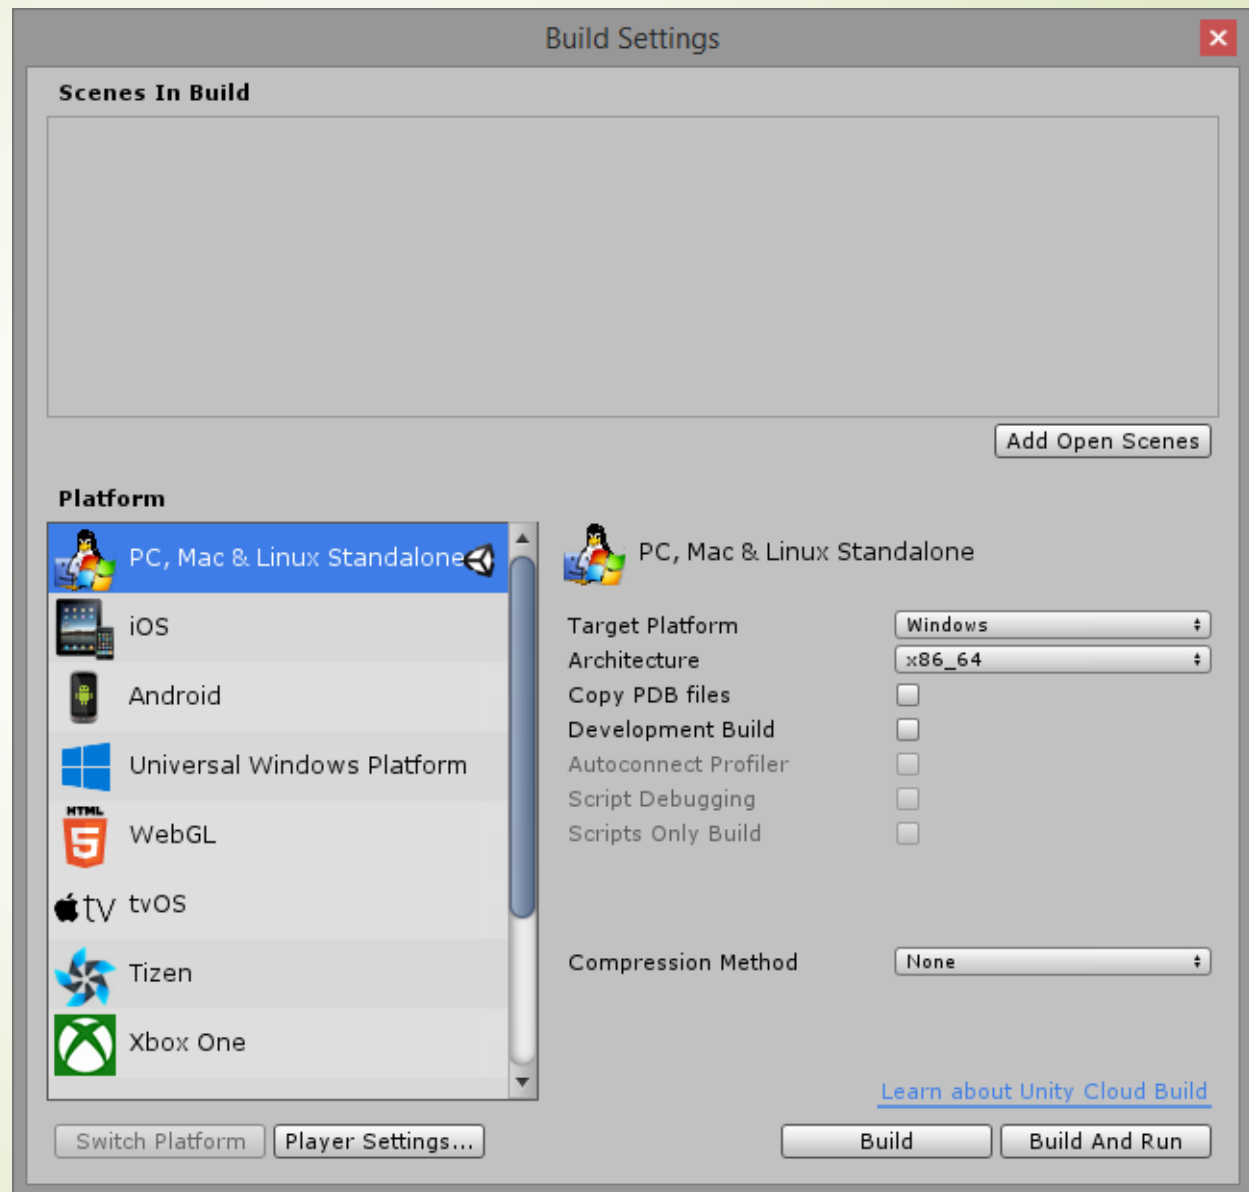 Build Settings
Scenes In Build
Add Open Scenes
Platform
PC, Mac & Linux Standalone
iOS
Android
Universal Windows Platform
HTML
5
WebGL
tv
tvOS
Tizen
Xbox One
PC, Mac & Linux Standalone
Target Platform Windows
Architecture x86_64
Copy PDB files
Development Build
Autoconnect Profiler
Script Debugging
Scripts Only Build
Compression Method None
Learn about Unity Cloud Build
Switch Platform Player Settings... Build Build And Run